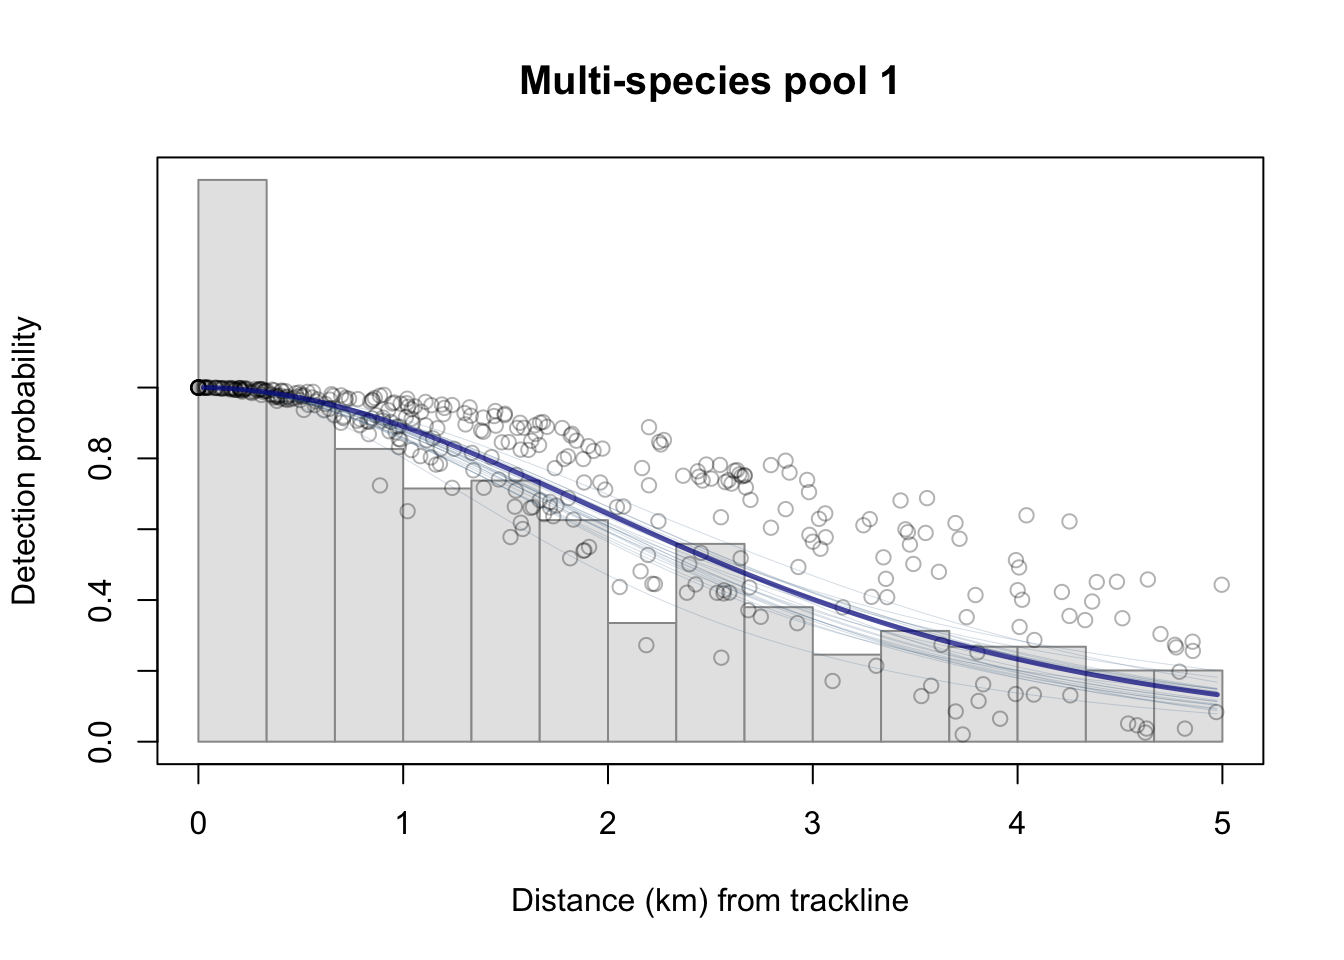 Multi-species pool 1
Detection probability
0.8
0.4
0.0
0 1 2 3 4 5
Distance (km) from trackline